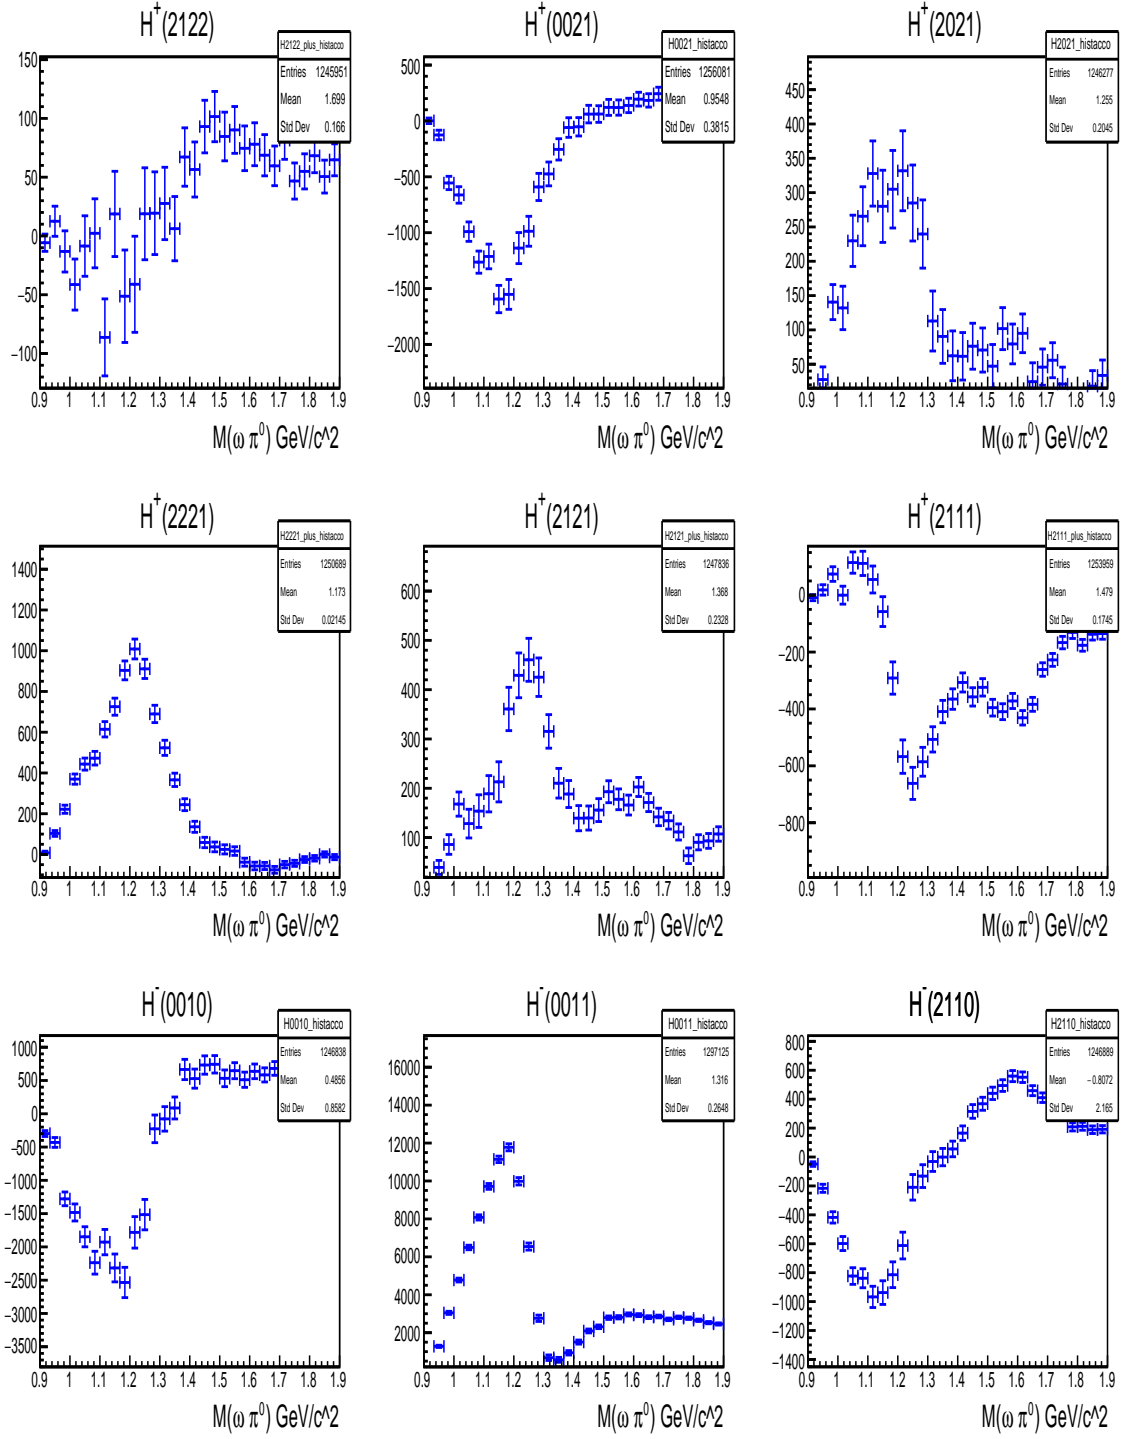 H+(2122)
H2122_plus_histacco
Entries 1245951
Mean 1.699
Std Dev 0.166
150
100
50
0
−50
−100
0.9 1 1.1 1.2 1.3 1.4 1.5 1.6 1.7 1.8 1.9
M(ω π0) GeV/c^2
H+(0021)
H0021_histacco
Entries 1256081
Mean 0.9548
Std Dev 0.3815
500
0
−500
−1000
−1500
−2000
0.9 1 1.1 1.2 1.3 1.4 1.5 1.6 1.7 1.8 1.9
M(ω π0) GeV/c^2
H+(2021)
H2021_histacco
Entries 1246277
Mean 1.255
Std Dev 0.2045
450
400
350
300
250
200
150
100
50
0.9 1 1.1 1.2 1.3 1.4 1.5 1.6 1.7 1.8 1.9
M(ω π0) GeV/c^2
H+(2221)
H2221_plus_histacco
Entries 1250689
Mean 1.173
Std Dev 0.02145
1400
1200
1000
800
600
400
200
0
0.9 1 1.1 1.2 1.3 1.4 1.5 1.6 1.7 1.8 1.9
M(ω π0) GeV/c^2
H+(2121)
H2121_plus_histacco
Entries 1247836
Mean 1.368
Std Dev 0.2328
600
500
400
300
200
100
0.9 1 1.1 1.2 1.3 1.4 1.5 1.6 1.7 1.8 1.9
M(ω π0) GeV/c^2
H+(2111)
H2111_plus_histacco
Entries 1253959
Mean 1.479
Std Dev 0.1745
0
−200
−400
−600
−800
0.9 1 1.1 1.2 1.3 1.4 1.5 1.6 1.7 1.8 1.9
M(ω π0) GeV/c^2
H-(0010)
H0010_histacco
Entries 1246838
Mean 0.4856
Std Dev 0.8582
1000
500
0
−500
−1000
−1500
−2000
−2500
−3000
−3500
0.9 1 1.1 1.2 1.3 1.4 1.5 1.6 1.7 1.8 1.9
M(ω π0) GeV/c^2
H-(0011)
H0011_histacco
Entries 1297125
Mean 1.316
Std Dev 0.2648
16000
14000
12000
10000
8000
6000
4000
2000
0.9 1 1.1 1.2 1.3 1.4 1.5 1.6 1.7 1.8 1.9
M(ω π0) GeV/c^2
H-(2110)
H2110_histacco
Entries 1246889
Mean −0.8072
Std Dev 2.165
800
600
400
200
0
−200
−400
−600
−800
−1000
−1200
−1400
0.9 1 1.1 1.2 1.3 1.4 1.5 1.6 1.7 1.8 1.9
M(ω π0) GeV/c^2